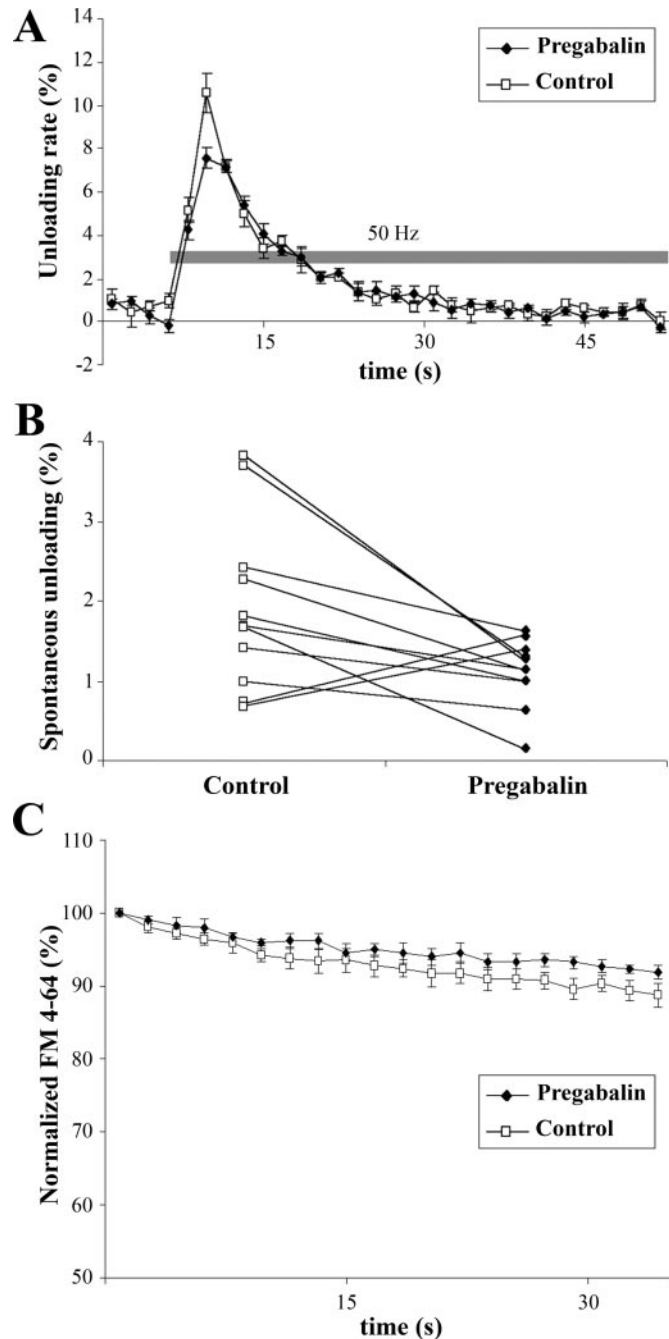 A
14
12
10
8
6
4
2
0
-2
Unloading rate (%)
Pregabalin
Control
50 Hz
15
30
45
time (s)
B
4
3
2
1
0
Spontaneous unloading (%)
Control
Pregabalin
C
110
100
90
80
70
60
50
Normalized FM 4-64 (%)
Pregabalin
Control
15
30
time (s)